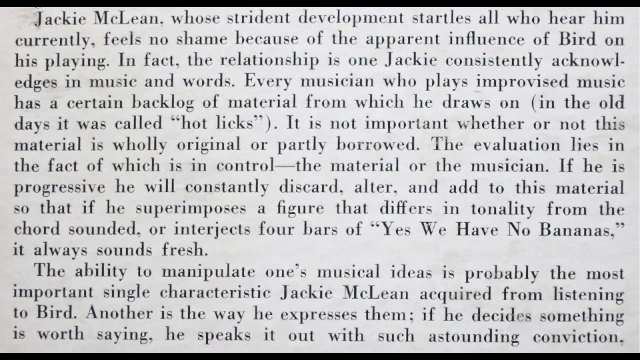 Jackie McLean, whose strident development startles all who hear him
currently, feels no shame because of the apparent influence of Bird on
his playing. In fact, the relationship is one Jackie consistently acknowl-
edges in music and words. Every musician who plays improvised music
has a certain backlog of material from which he draws on (in the old
days it was called “hot licks”). It is not important whether or not this
material is wholly original or partly borrowed. The evaluation lies in
the fact of which is in control—the material or the musician. If he is
progressive he will constantly discard, alter, and add to this material
so that if he superimposes a figure that differs in tonality from the
chord sounded, or interjects four bars of “Yes We Have No Bananas,”
it always sounds fresh.
The ability to manipulate one’s musical ideas is probably the most
important single characteristic Jackie McLean acquired from listening
to Bird. Another is the way he expresses them; if he decides something
is worth saying, he speaks it out with such astounding conviction,